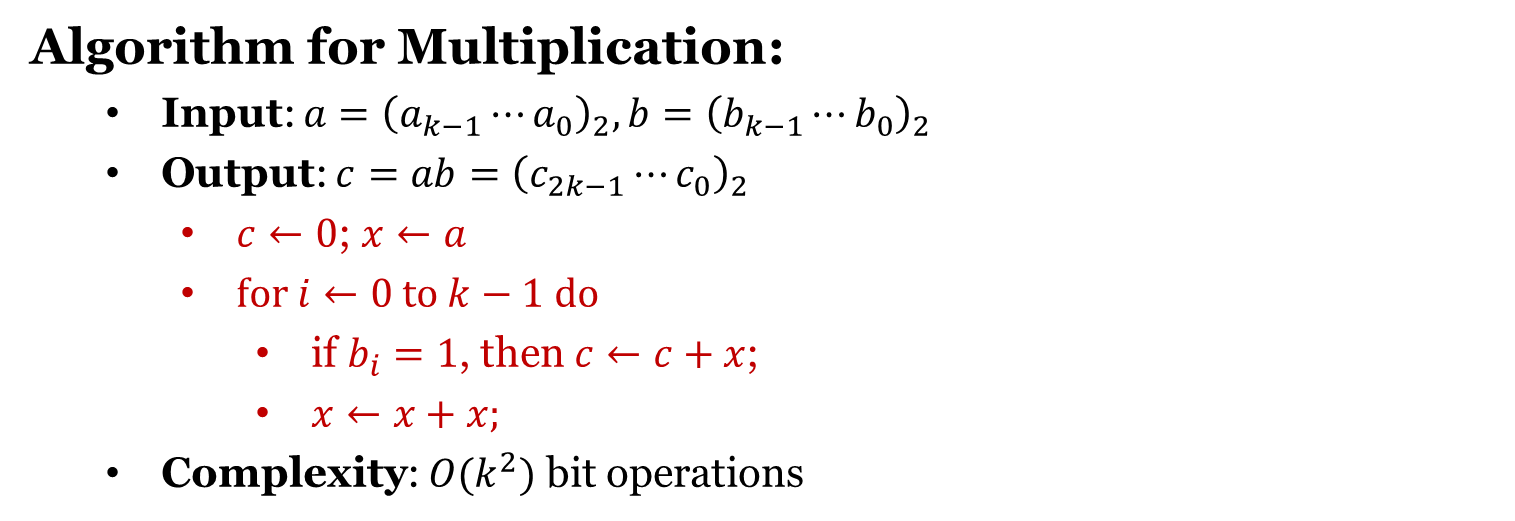 Algorithm for Multiplication:
• Input: a = (a_{k−1} ⋯ a_0)_2, b = (b_{k−1} ⋯ b_0)_2
• Output: c = ab = (c_{2k−1} ⋯ c_0)_2
• c ← 0; x ← a
• for i ← 0 to k − 1 do
• if b_i = 1, then c ← c + x;
• x ← x + x;
• Complexity: O(k^2) bit operations